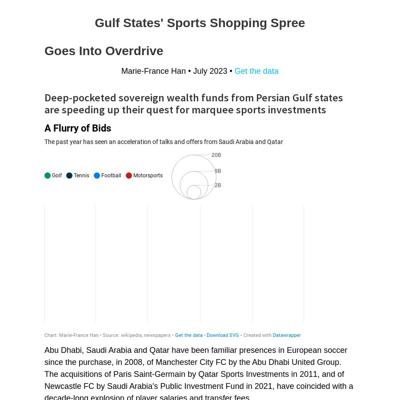 Gulf States' Sports Shopping Spree
Goes Into Overdrive
Marie-France Han • July 2023 • Get the data
Deep-pocketed sovereign wealth funds from Persian Gulf states
are speeding up their quest for marquee sports investments
A Flurry of Bids
The past year has seen an acceleration of talks and offers from Saudi Arabia and Qatar
20B
8B
2B
Golf Tennis Football Motorsports
Chart: Marie-France Han • Source: wikipedia, newspapers • Get the data • Download SVG • Created with Datawrapper
Abu Dhabi, Saudi Arabia and Qatar have been familiar presences in European soccer
since the purchase, in 2008, of Manchester City FC by the Abu Dhabi United Group.
The acquisitions of Paris Saint-Germain by Qatar Sports Investments in 2011, and of
Newcastle FC by Saudi Arabia's Public Investment Fund in 2021, have coincided with a
decade-long explosion of player salaries and transfer fees.